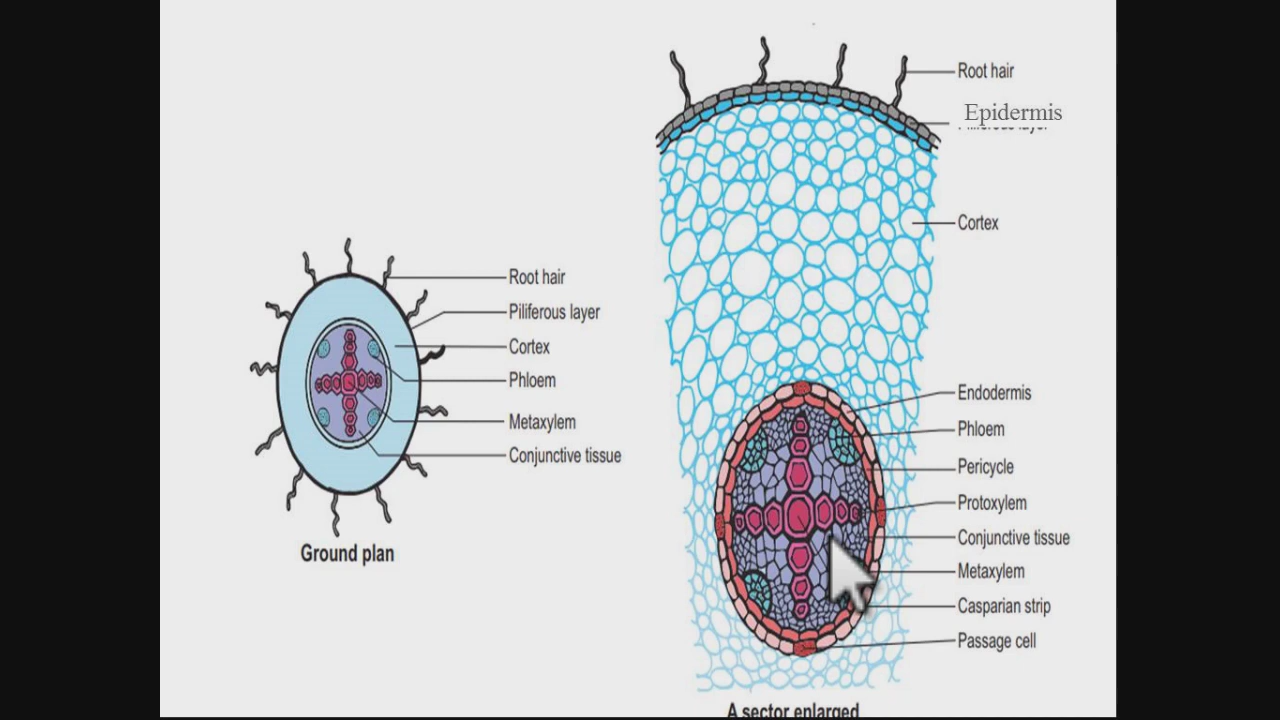 Root hair
Piliferous layer
Cortex
Phloem
Metaxylem
Conjunctive tissue
Ground plan
Root hair
Epidermis
Cortex
Endodermis
Phloem
Pericycle
Protoxylem
Conjunctive tissue
Metaxylem
Casparian strip
Passage cell
A sector enlarged